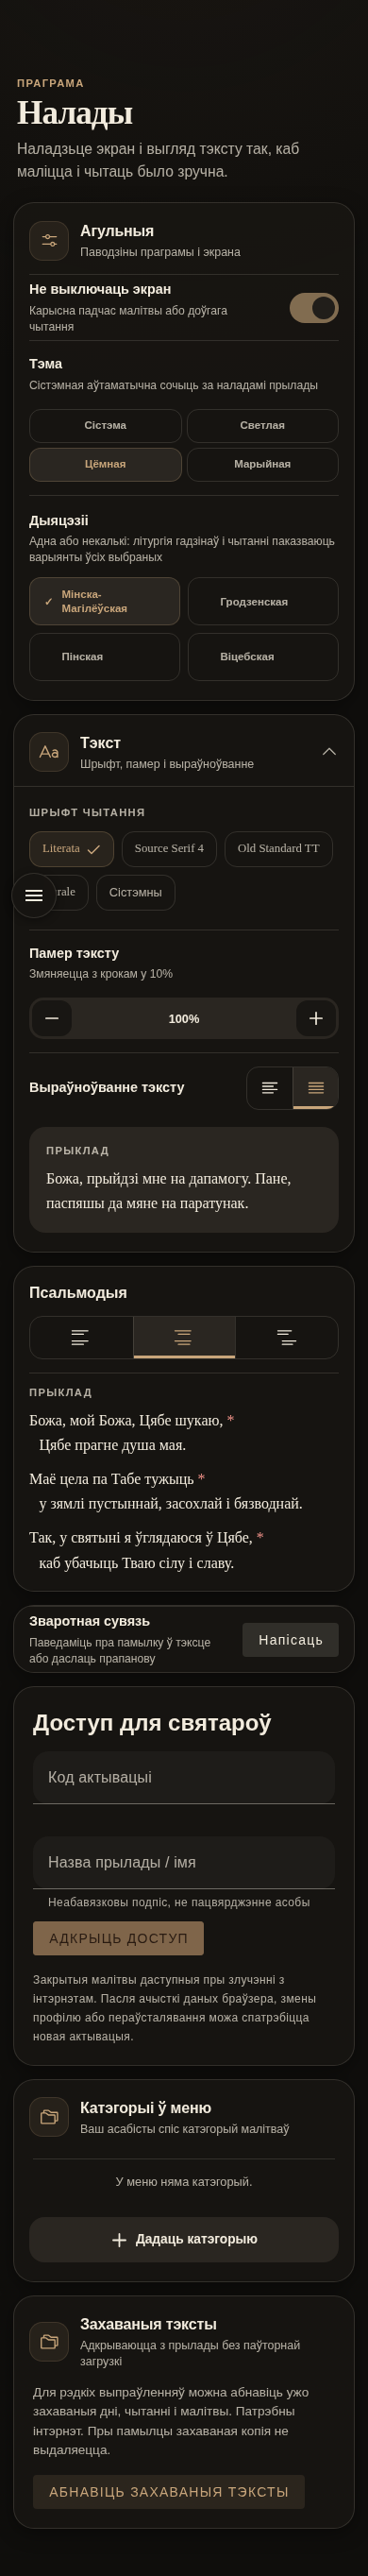 ПРАГРАМА
Налады
Наладзьце экран і выгляд тэксту так, каб
маліцца і чытаць было зручна.
Агульныя
Паводзіны праграмы і экрана
Не выключаць экран
Карысна падчас малітвы або доўгага
чытання
Тэма
Сістэмная аўтаматычна сочыць за наладамі прылады
Сістэма
Светлая
Цёмная
Марыйная
Дыяцэзіі
Адна або некалькі: літургія гадзінаў і чытанні паказваюць
варыянты ўсіх выбраных
✓ Мінска-
Магілёўская
Гродзенская
Пінская
Віцебская
Тэкст
Шрыфт, памер і выраўноўванне
ШРЫФТ ЧЫТАННЯ
Literata
Source Serif 4
Old Standard TT
rale
Сістэмны
Памер тэксту
Змяняецца з крокам у 10%
100%
Выраўноўванне тэксту
ПРЫКЛАД
Божа, прыйдзі мне на дапамогу. Пане,
паспяшы да мяне на паратунак.
Псальмодыя
ПРЫКЛАД
Божа, мой Божа, Цябе шукаю, *
Цябе прагне душа мая.
Маё цела па Табе тужыць *
у зямлі пустыннай, засохлай і бязводнай.
Так, у святыні я ўглядаюся ў Цябе, *
каб убачыць Тваю сілу і славу.
Зваротная сувязь
Паведаміць пра памылку ў тэксце
або даслаць прапанову
Напісаць
Доступ для святароў
Код актывацыі
Назва прылады / імя
Неабавязковы подпіс, не пацвярджэнне асобы
АДКРЫЦЬ ДОСТУП
Закрытыя малітвы даступныя пры злучэнні з
інтэрнэтам. Пасля ачысткі даных браўзера, змены
профілю або пераўсталявання можа спатрэбіцца
новая актывацыя.
Катэгорыі ў меню
Ваш асабісты спіс катэгорый малітваў
У меню няма катэгорый.
Дадаць катэгорыю
Захаваныя тэксты
Адкрываюцца з прылады без паўторнай
загрузкі
Для рэдкіх выпраўленняў можна абнавіць ужо
захаваныя дні, чытанні і малітвы. Патрэбны
інтэрнэт. Пры памылцы захаваная копія не
выдаляецца.
АБНАВІЦЬ ЗАХАВАНЫЯ ТЭКСТЫ